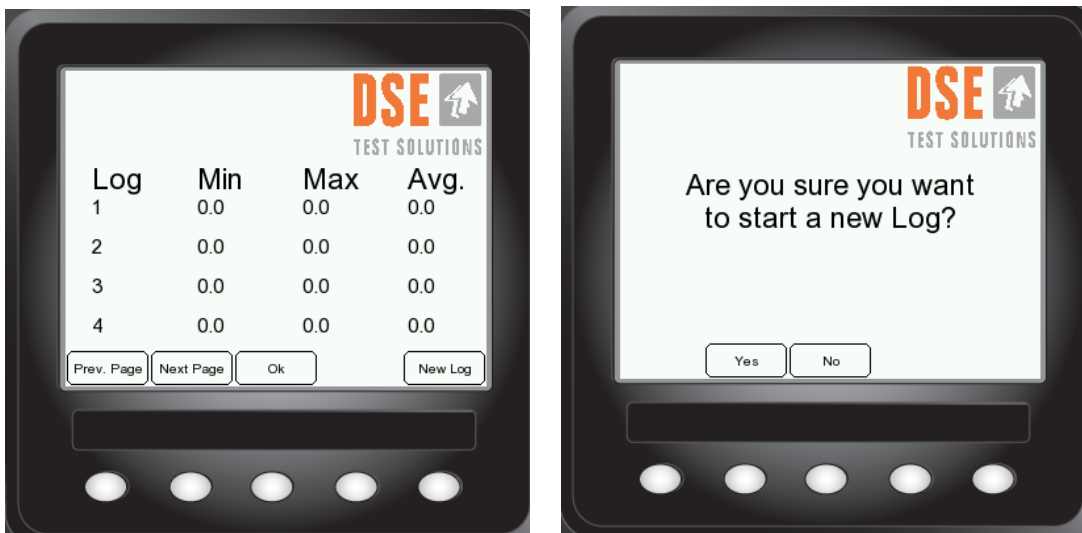 DSE
TEST SOLUTIONS
Log Min Max Avg.
1 0.0 0.0 0.0
2 0.0 0.0 0.0
3 0.0 0.0 0.0
4 0.0 0.0 0.0
Prev. Page Next Page Ok New Log
DSE
TEST SOLUTIONS
Are you sure you want
to start a new Log?
Yes No